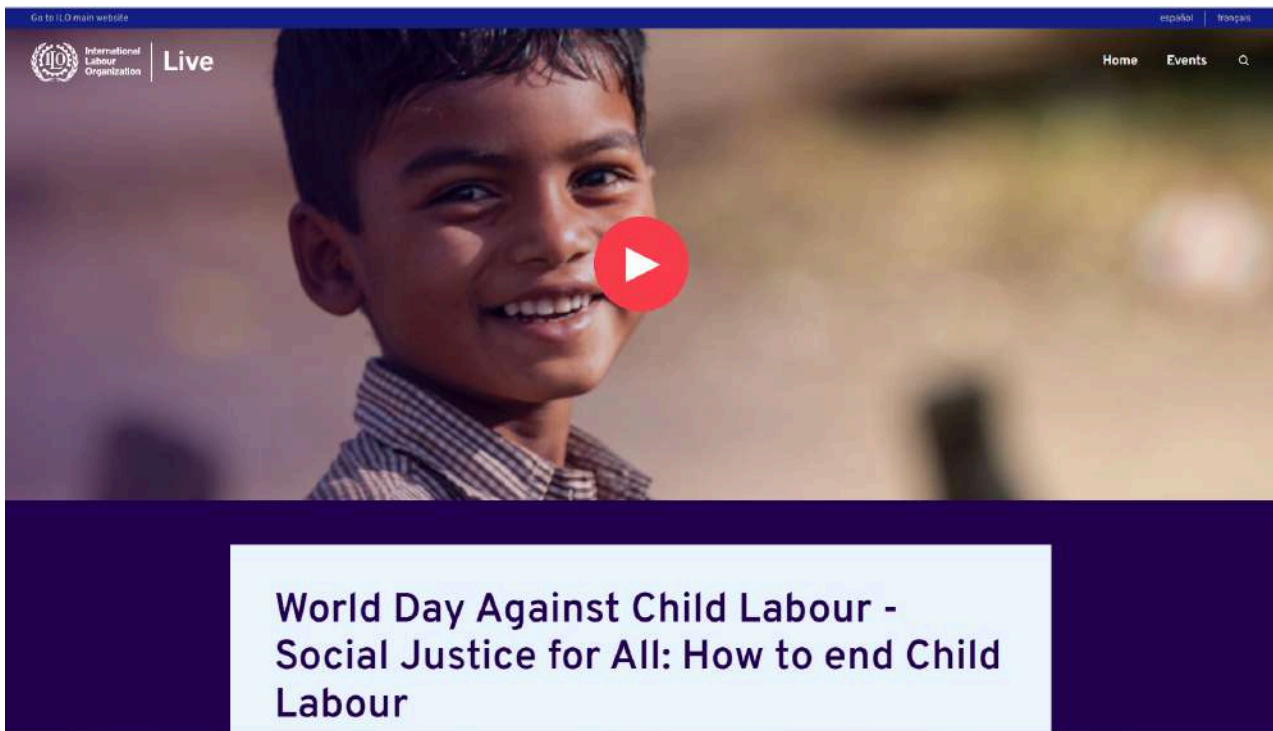 Go to ILO main website
español
français
International
Labour
Organization
Live
Home
Events
World Day Against Child Labour -
Social Justice for All: How to end Child
Labour